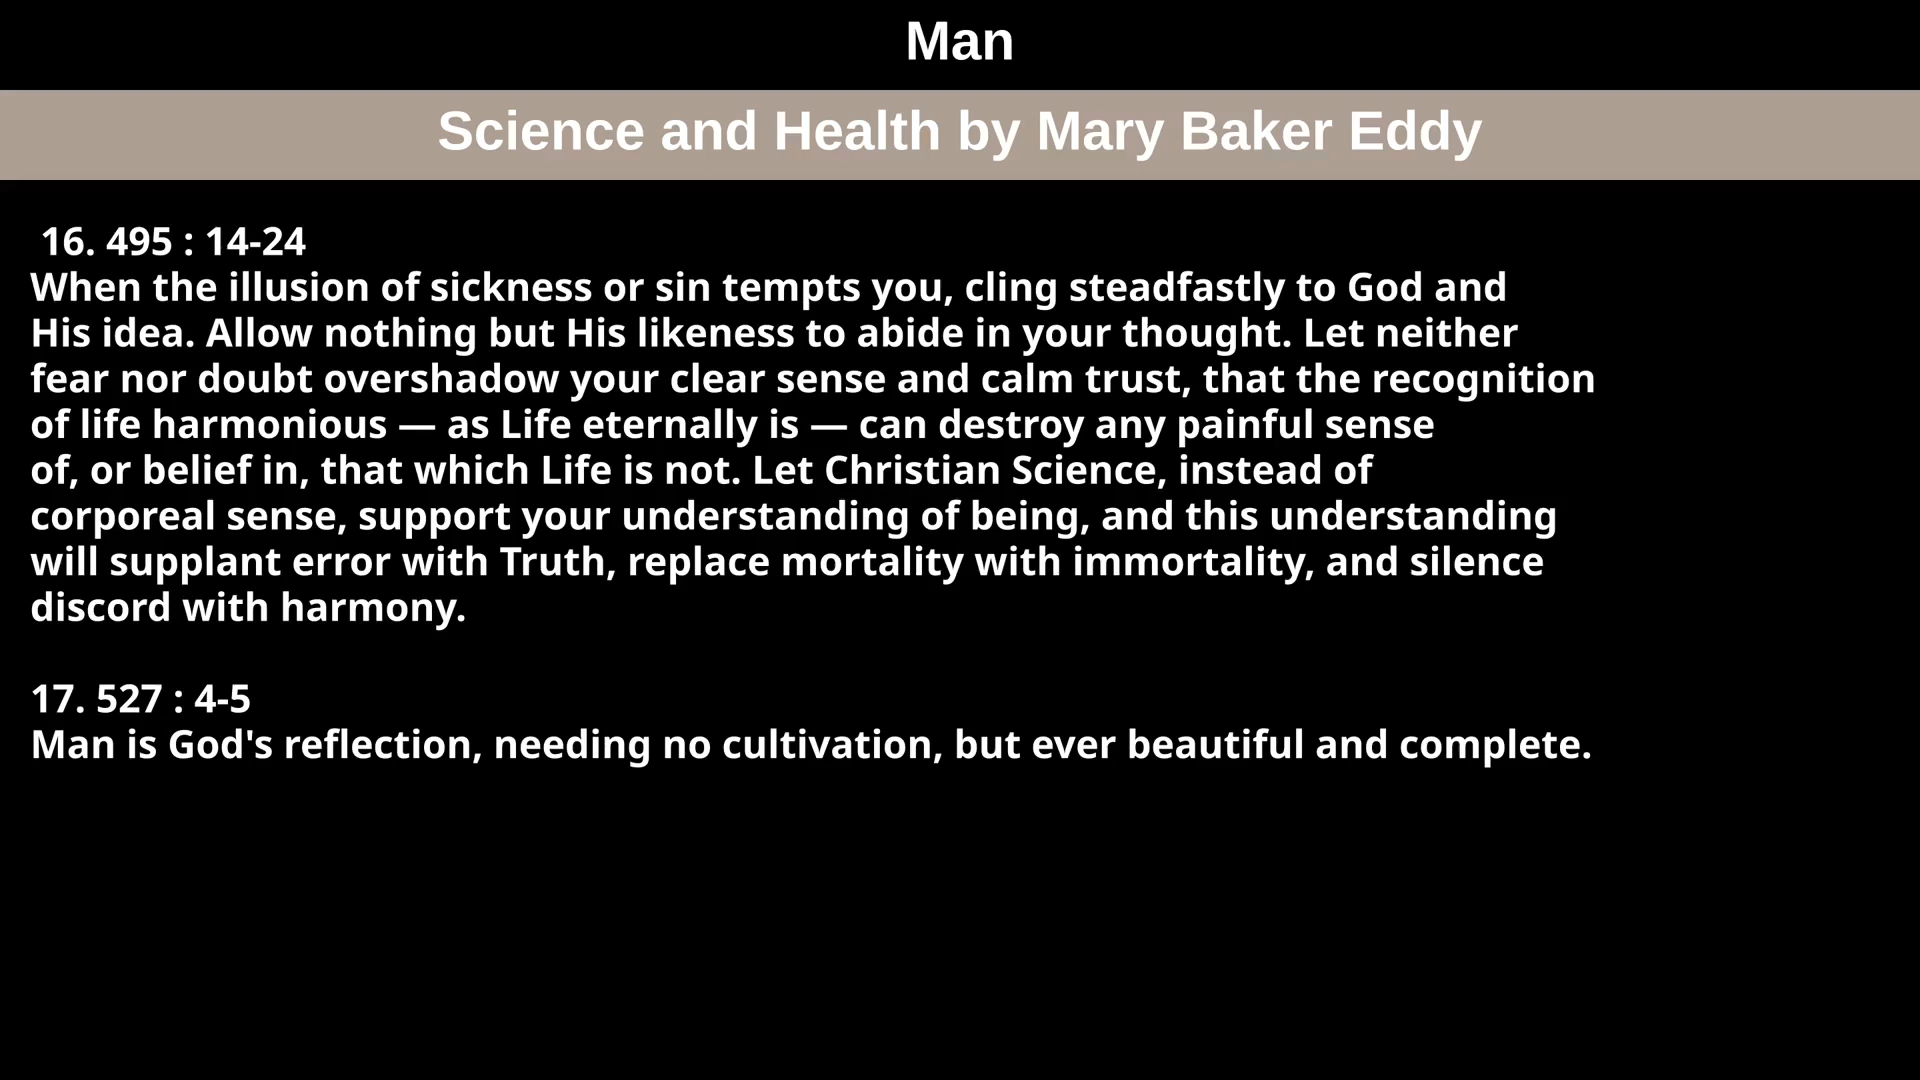 Man
Science and Health by Mary Baker Eddy
16. 495 : 14-24
When the illusion of sickness or sin tempts you, cling steadfastly to God and
His idea. Allow nothing but His likeness to abide in your thought. Let neither
fear nor doubt overshadow your clear sense and calm trust, that the recognition
of life harmonious — as Life eternally is — can destroy any painful sense
of, or belief in, that which Life is not. Let Christian Science, instead of
corporeal sense, support your understanding of being, and this understanding
will supplant error with Truth, replace mortality with immortality, and silence
discord with harmony.
17. 527 : 4-5
Man is God's reflection, needing no cultivation, but ever beautiful and complete.